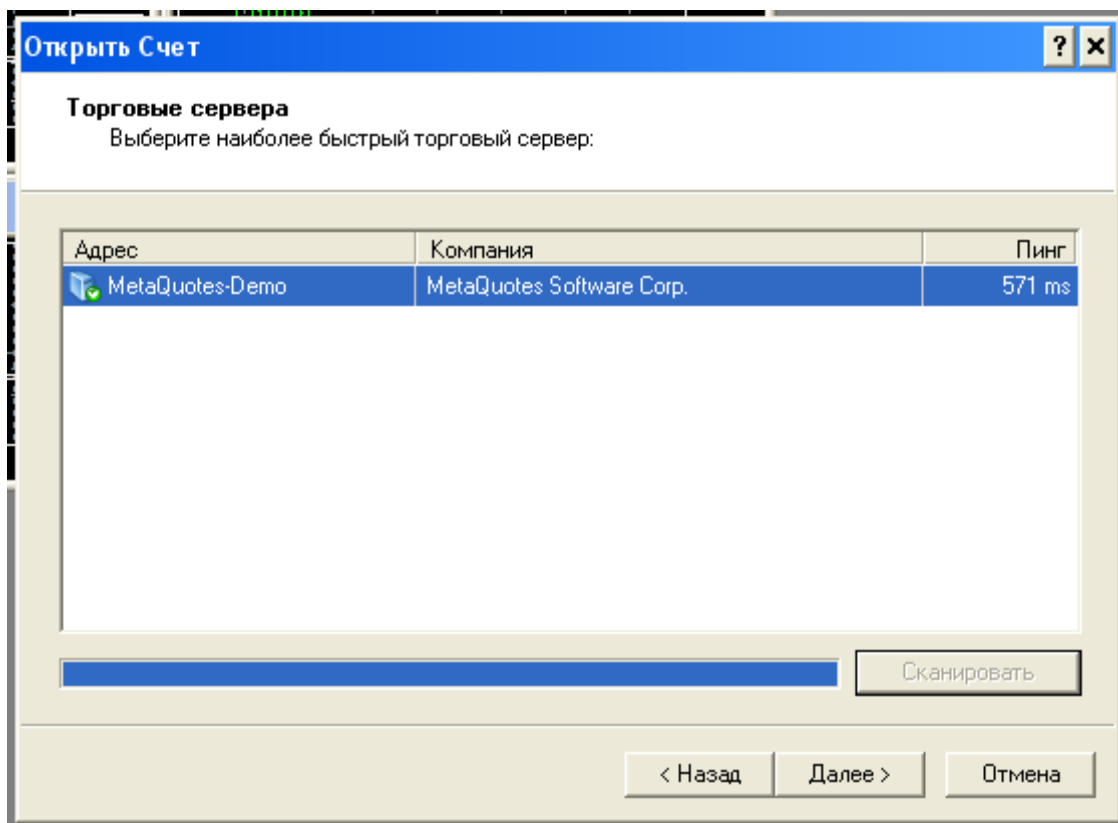 Открыть Счет
Торговые сервера
Выберите наиболее быстрый торговый сервер:
Адрес Компания Пинг
MetaQuotes-Demo MetaQuotes Software Corp. 571 ms
Сканировать
< Назад Далее > Отмена